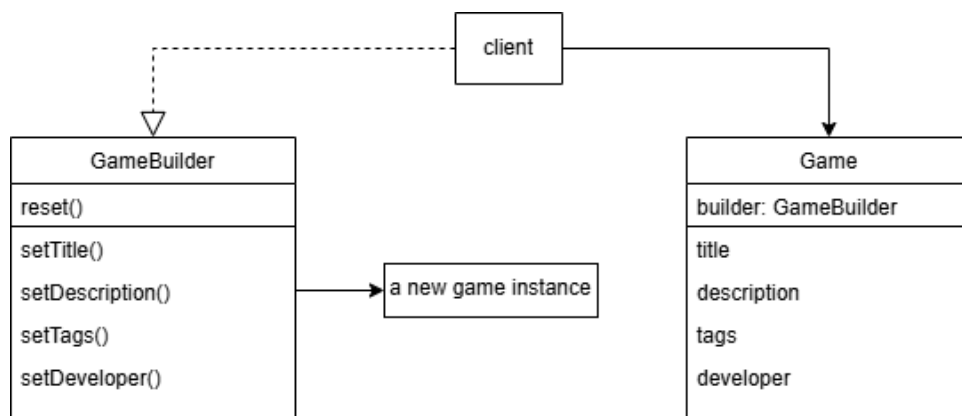 client
GameBuilder
reset()
setTitle()
setDescription()
setTags()
setDeveloper()
a new game instance
Game
builder: GameBuilder
title
description
tags
developer